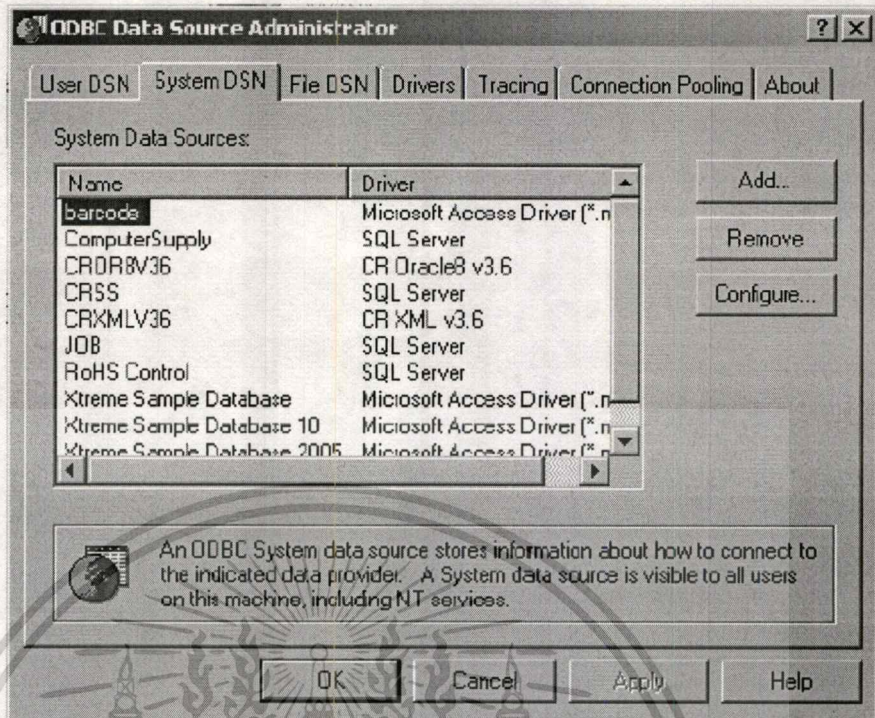 ODBC Data Source Administrator
User DSN System DSN File DSN Drivers Tracing Connection Pooling About
System Data Sources:
Name Driver
barcode Microsoft Access Driver (*.m
ComputerSupply SQL Server
CROR8V36 CR Oracle8 v3.6
CRSS SQL Server
CRXMLV36 CR XML v3.6
JOB SQL Server
RoHS Control SQL Server
Xtreme Sample Database Microsoft Access Driver (*.m
Xtreme Sample Database 10 Microsoft Access Driver (*.m
Xtreme Sample Database 2005 Microsoft Access Driver (*.m
Add...
Remove
Configure...
An ODBC System data source stores information about how to connect to
the indicated data provider. A System data source is visible to all users
on this machine, including NT services.
OK Cancel Apply Help